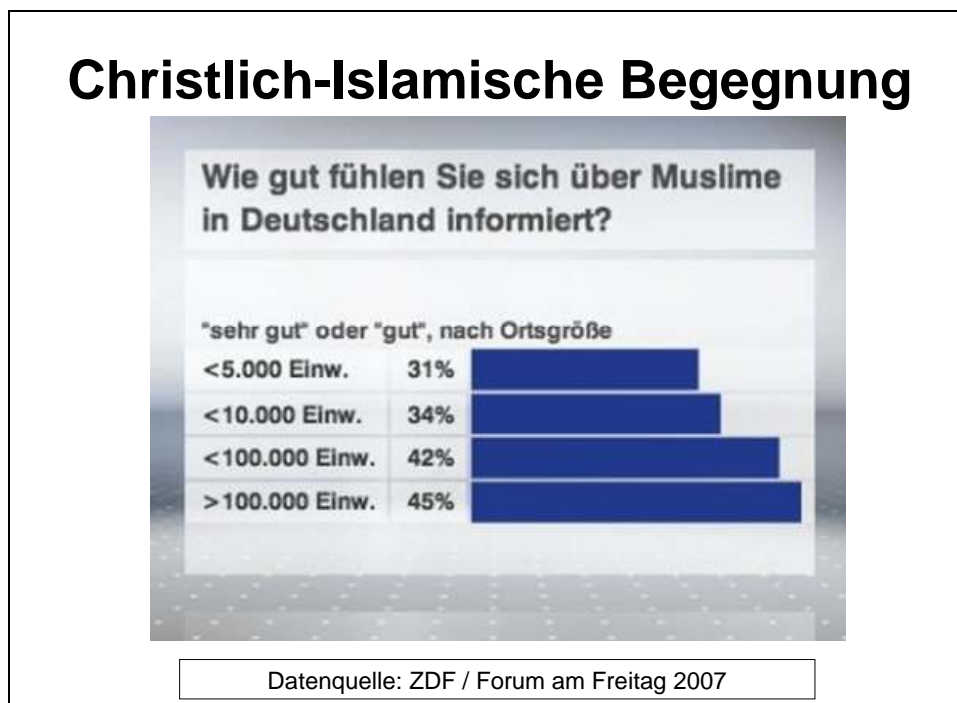 Christlich-Islamische Begegnung
Wie gut fühlen Sie sich über Muslime
in Deutschland informiert?
"sehr gut" oder "gut", nach Ortsgröße
<5.000 Einw. 31%
<10.000 Einw. 34%
<100.000 Einw. 42%
>100.000 Einw. 45%
Datenquelle: ZDF / Forum am Freitag 2007